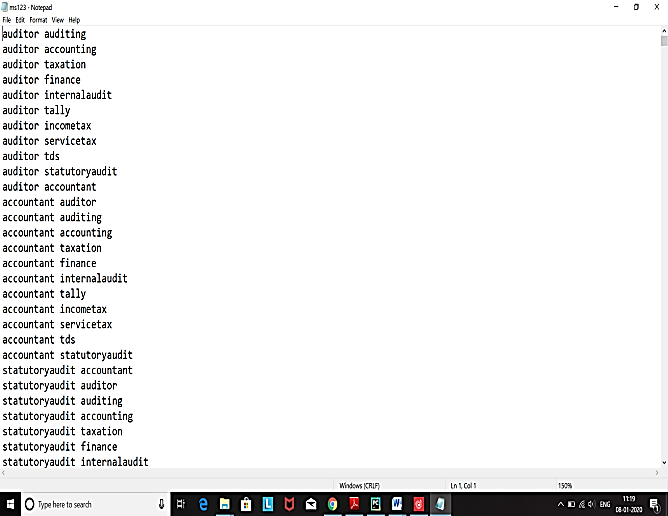 ms123 - Notepad
File Edit Format View Help
auditor auditing
auditor accounting
auditor taxation
auditor finance
auditor internalaudit
auditor tally
auditor incometax
auditor servicetax
auditor tds
auditor statutoryaudit
auditor accountant
accountant auditor
accountant auditing
accountant accounting
accountant taxation
accountant finance
accountant internalaudit
accountant tally
accountant incometax
accountant servicetax
accountant tds
accountant statutoryaudit
statutoryaudit accountant
statutoryaudit auditor
statutoryaudit auditing
statutoryaudit accounting
statutoryaudit taxation
statutoryaudit finance
statutoryaudit internalaudit
Windows (CRLF) Ln 1, Col 1 150%
Type here to search
ENG
11:19
08-01-2020